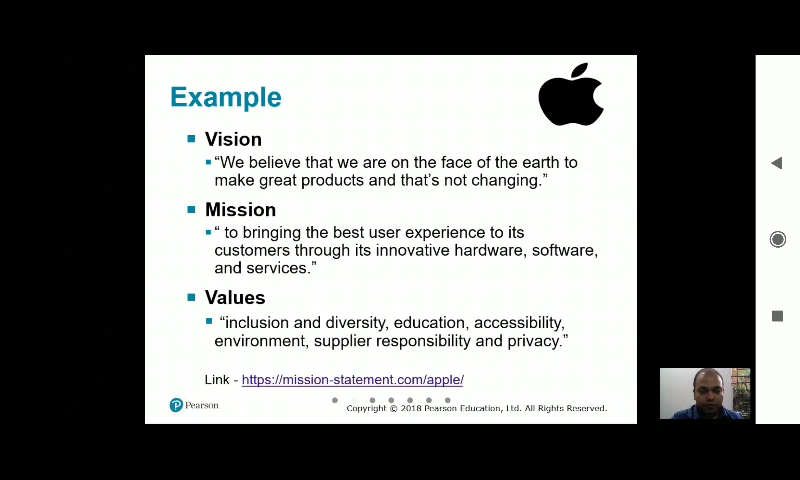 Example
Vision
“We believe that we are on the face of the earth to
make great products and that’s not changing.”
Mission
“ to bringing the best user experience to its
customers through its innovative hardware, software,
and services.”
Values
“inclusion and diversity, education, accessibility,
environment, supplier responsibility and privacy.”
Link - https://mission-statement.com/apple/
Pearson
Copyright © 2018 Pearson Education, Ltd. All Rights Reserved.